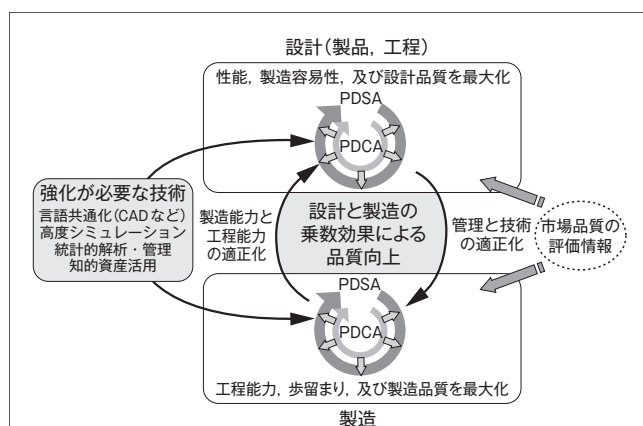 設計(製品, 工程)
性能, 製造容易性, 及び設計品質を最大化
PDSA
PDCA
強化が必要な技術
言語共通化(CADなど)
高度シミュレーション
統計的解析・管理
知的資産活用
製造能力と
工程能力
の適正化
設計と製造の
乗数効果による
品質向上
管理と技術
の適正化
市場品質の
評価情報
PDSA
PDCA
工程能力, 歩留まり, 及び製造品質を最大化
製造